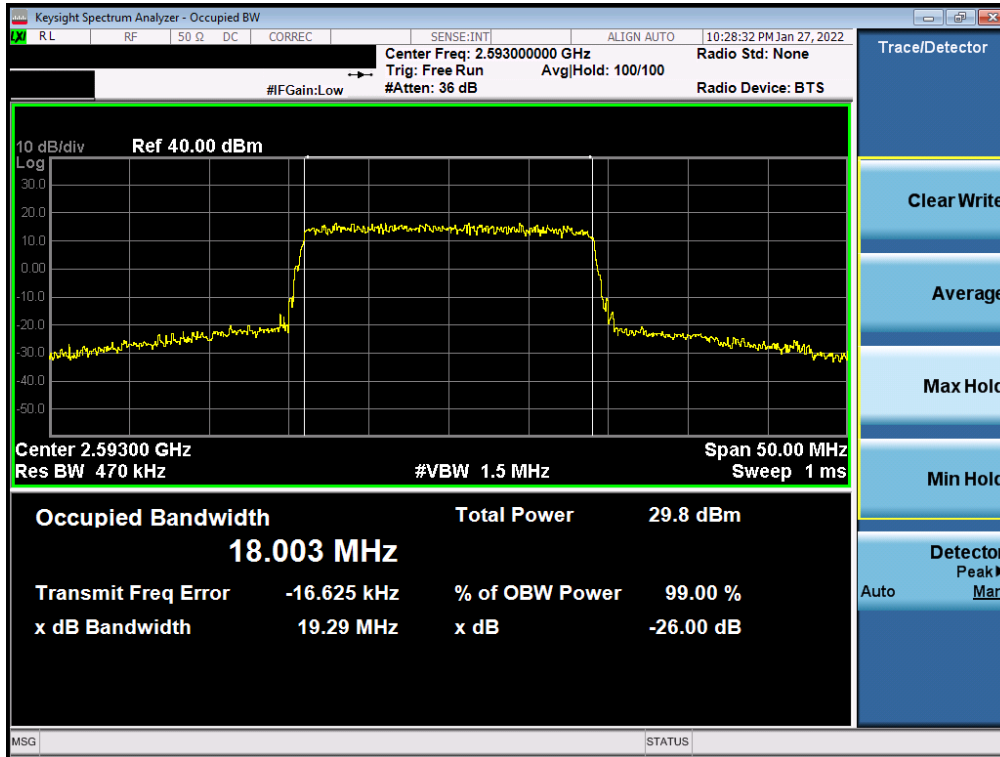 Keysight Spectrum Analyzer - Occupied BW
LXI RL RF 50 Ω DC CORREC SENSE:INT ALIGN AUTO 10:28:32 PM Jan 27, 2022
Center Freq: 2.593000000 GHz Radio Std: None
Trig: Free Run Avg|Hold: 100/100
#IFGain:Low #Atten: 36 dB Radio Device: BTS
Trace/Detector
10 dB/div Ref 40.00 dBm
Log
30.0
20.0
10.0
0.00
-10.0
-20.0
-30.0
-40.0
-50.0
Center 2.59300 GHz Span 50.00 MHz
Res BW 470 kHz #VBW 1.5 MHz Sweep 1 ms
Occupied Bandwidth Total Power 29.8 dBm
18.003 MHz
Transmit Freq Error -16.625 kHz % of OBW Power 99.00 %
x dB Bandwidth 19.29 MHz x dB -26.00 dB
Clear Write
Average
Max Hold
Min Hold
Detector
Peak
Auto Man
MSG STATUS